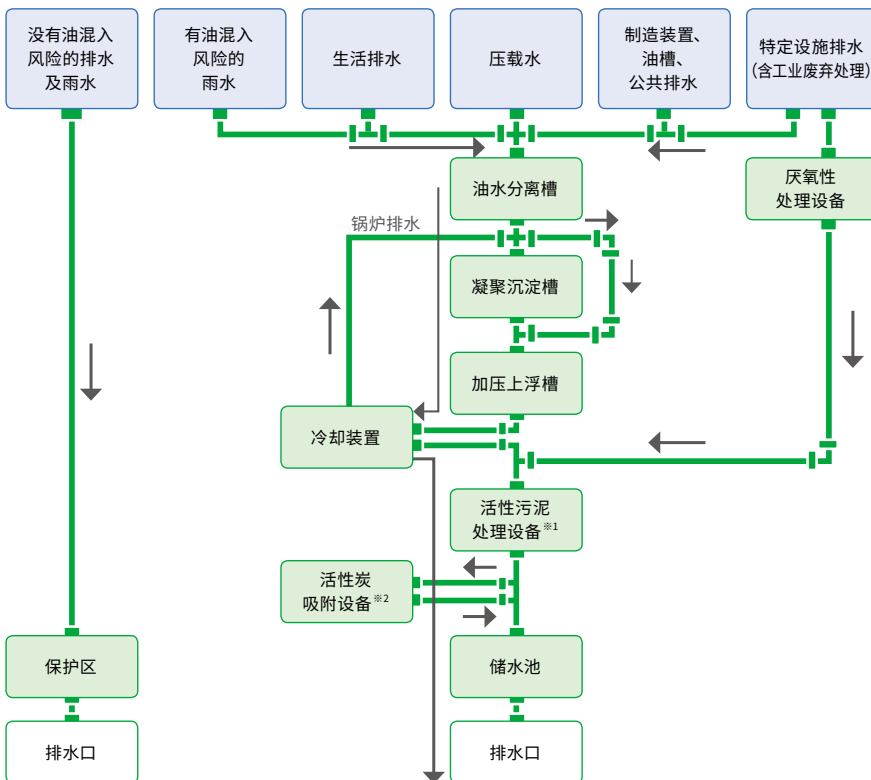 没有油混入
风险的排水
及雨水
有油混入
风险的
雨水
生活排水
压载水
制造装置、
油槽、
公共排水
特定设施排水
(含工业废弃处理)
油水分离槽
厌氧性
处理设备
锅炉排水
凝聚沉淀槽
加压上浮槽
冷却装置
活性污泥
处理设备※1
活性炭
吸附设备※2
保护区
储水池
排水口
排水口